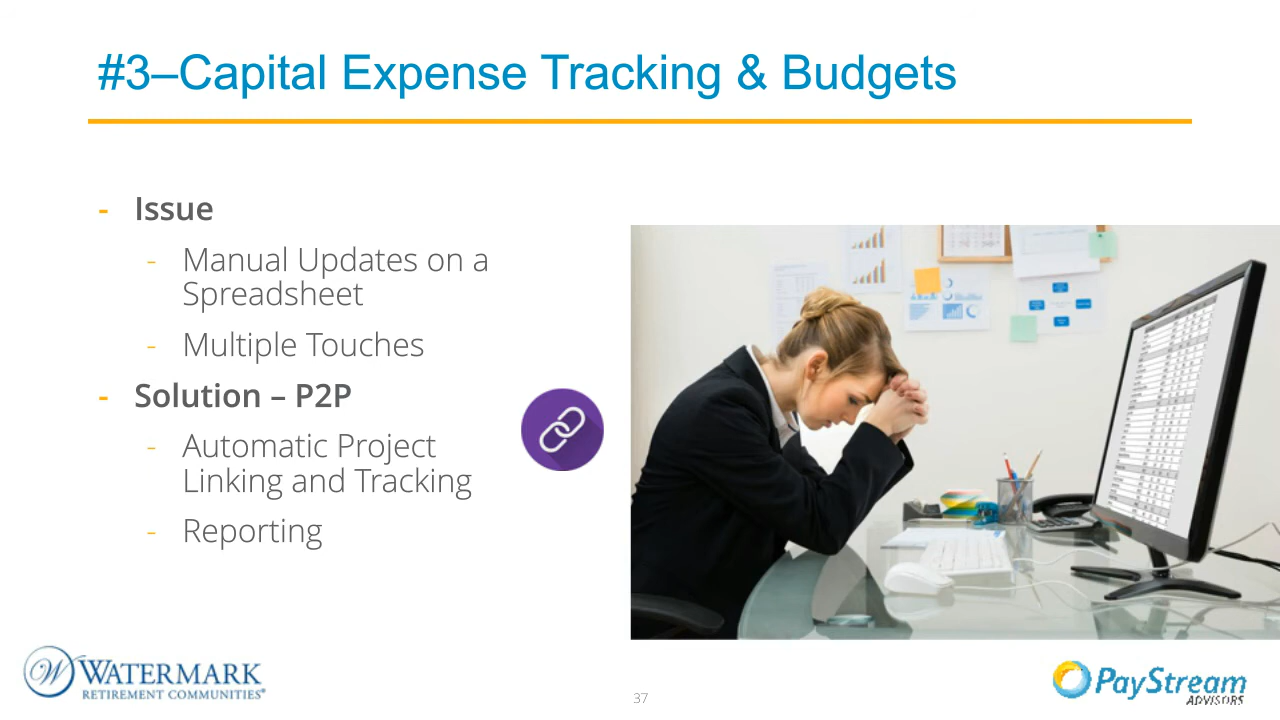 #3–Capital Expense Tracking & Budgets
- Issue
- Manual Updates on a
Spreadsheet
- Multiple Touches
- Solution – P2P
- Automatic Project
Linking and Tracking
- Reporting
W WATERMARK
RETIREMENT COMMUNITIES®
37
PayStream
ADVISORS